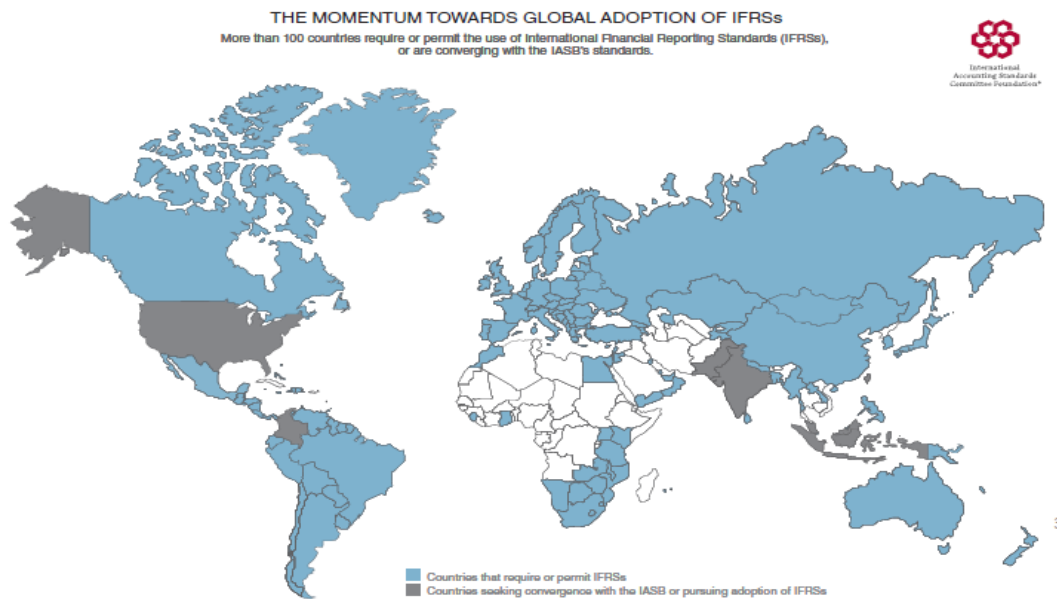 THE MOMENTUM TOWARDS GLOBAL ADOPTION OF IFRSs
More than 100 countries require or permit the use of International Financial Reporting Standards (IFRSs),
or are converging with the IASB's standards.
International
Accounting Standards
Committee Foundation®
3
Countries that require or permit IFRSs
Countries seeking convergence with the IASB or pursuing adoption of IFRSs